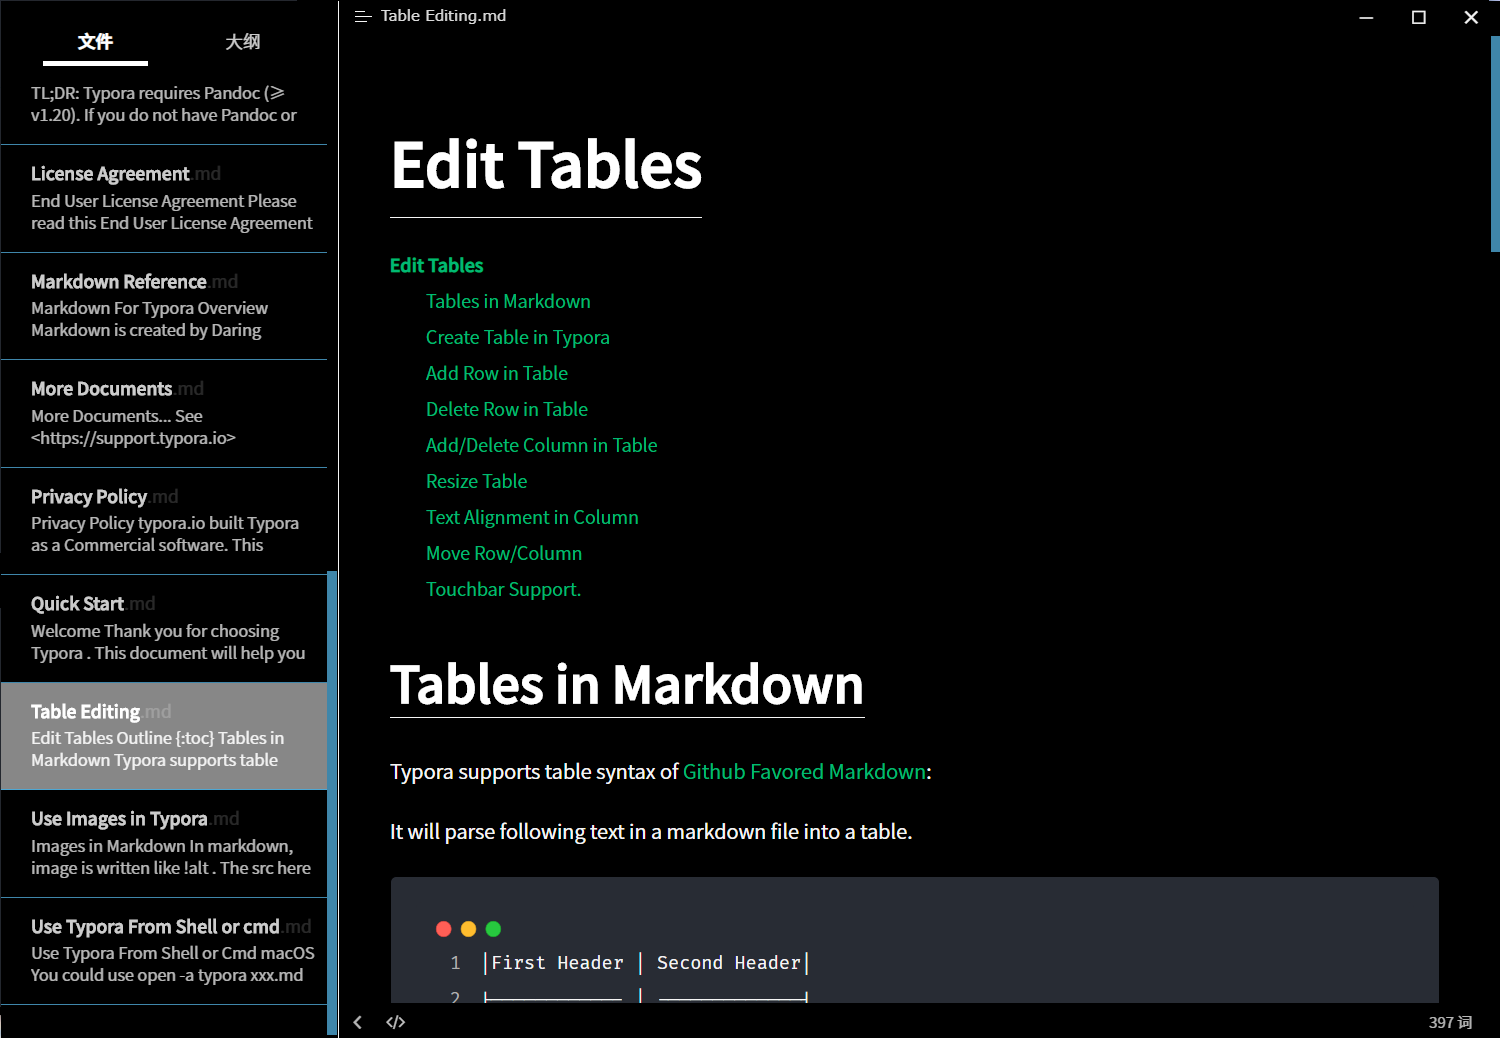 文件 大纲
TL;DR: Typora requires Pandoc (≥
v1.20). If you do not have Pandoc or
License Agreement.md
End User License Agreement Please
read this End User License Agreement
Markdown Reference.md
Markdown For Typora Overview
Markdown is created by Daring
More Documents.md
More Documents... See
<https://support.typora.io>
Privacy Policy.md
Privacy Policy typora.io built Typora
as a Commercial software. This
Quick Start.md
Welcome Thank you for choosing
Typora . This document will help you
Table Editing.md
Edit Tables Outline {:toc} Tables in
Markdown Typora supports table
Use Images in Typora.md
Images in Markdown In markdown,
image is written like !alt . The src here
Use Typora From Shell or cmd.md
Use Typora From Shell or Cmd macOS
You could use open -a typora xxx.md
Table Editing.md
Edit Tables
Edit Tables
Tables in Markdown
Create Table in Typora
Add Row in Table
Delete Row in Table
Add/Delete Column in Table
Resize Table
Text Alignment in Column
Move Row/Column
Touchbar Support.
Tables in Markdown
Typora supports table syntax of Github Favored Markdown:
It will parse following text in a markdown file into a table.
1 |First Header | Second Header|
2 |------------ | -------------|
</> 397 词